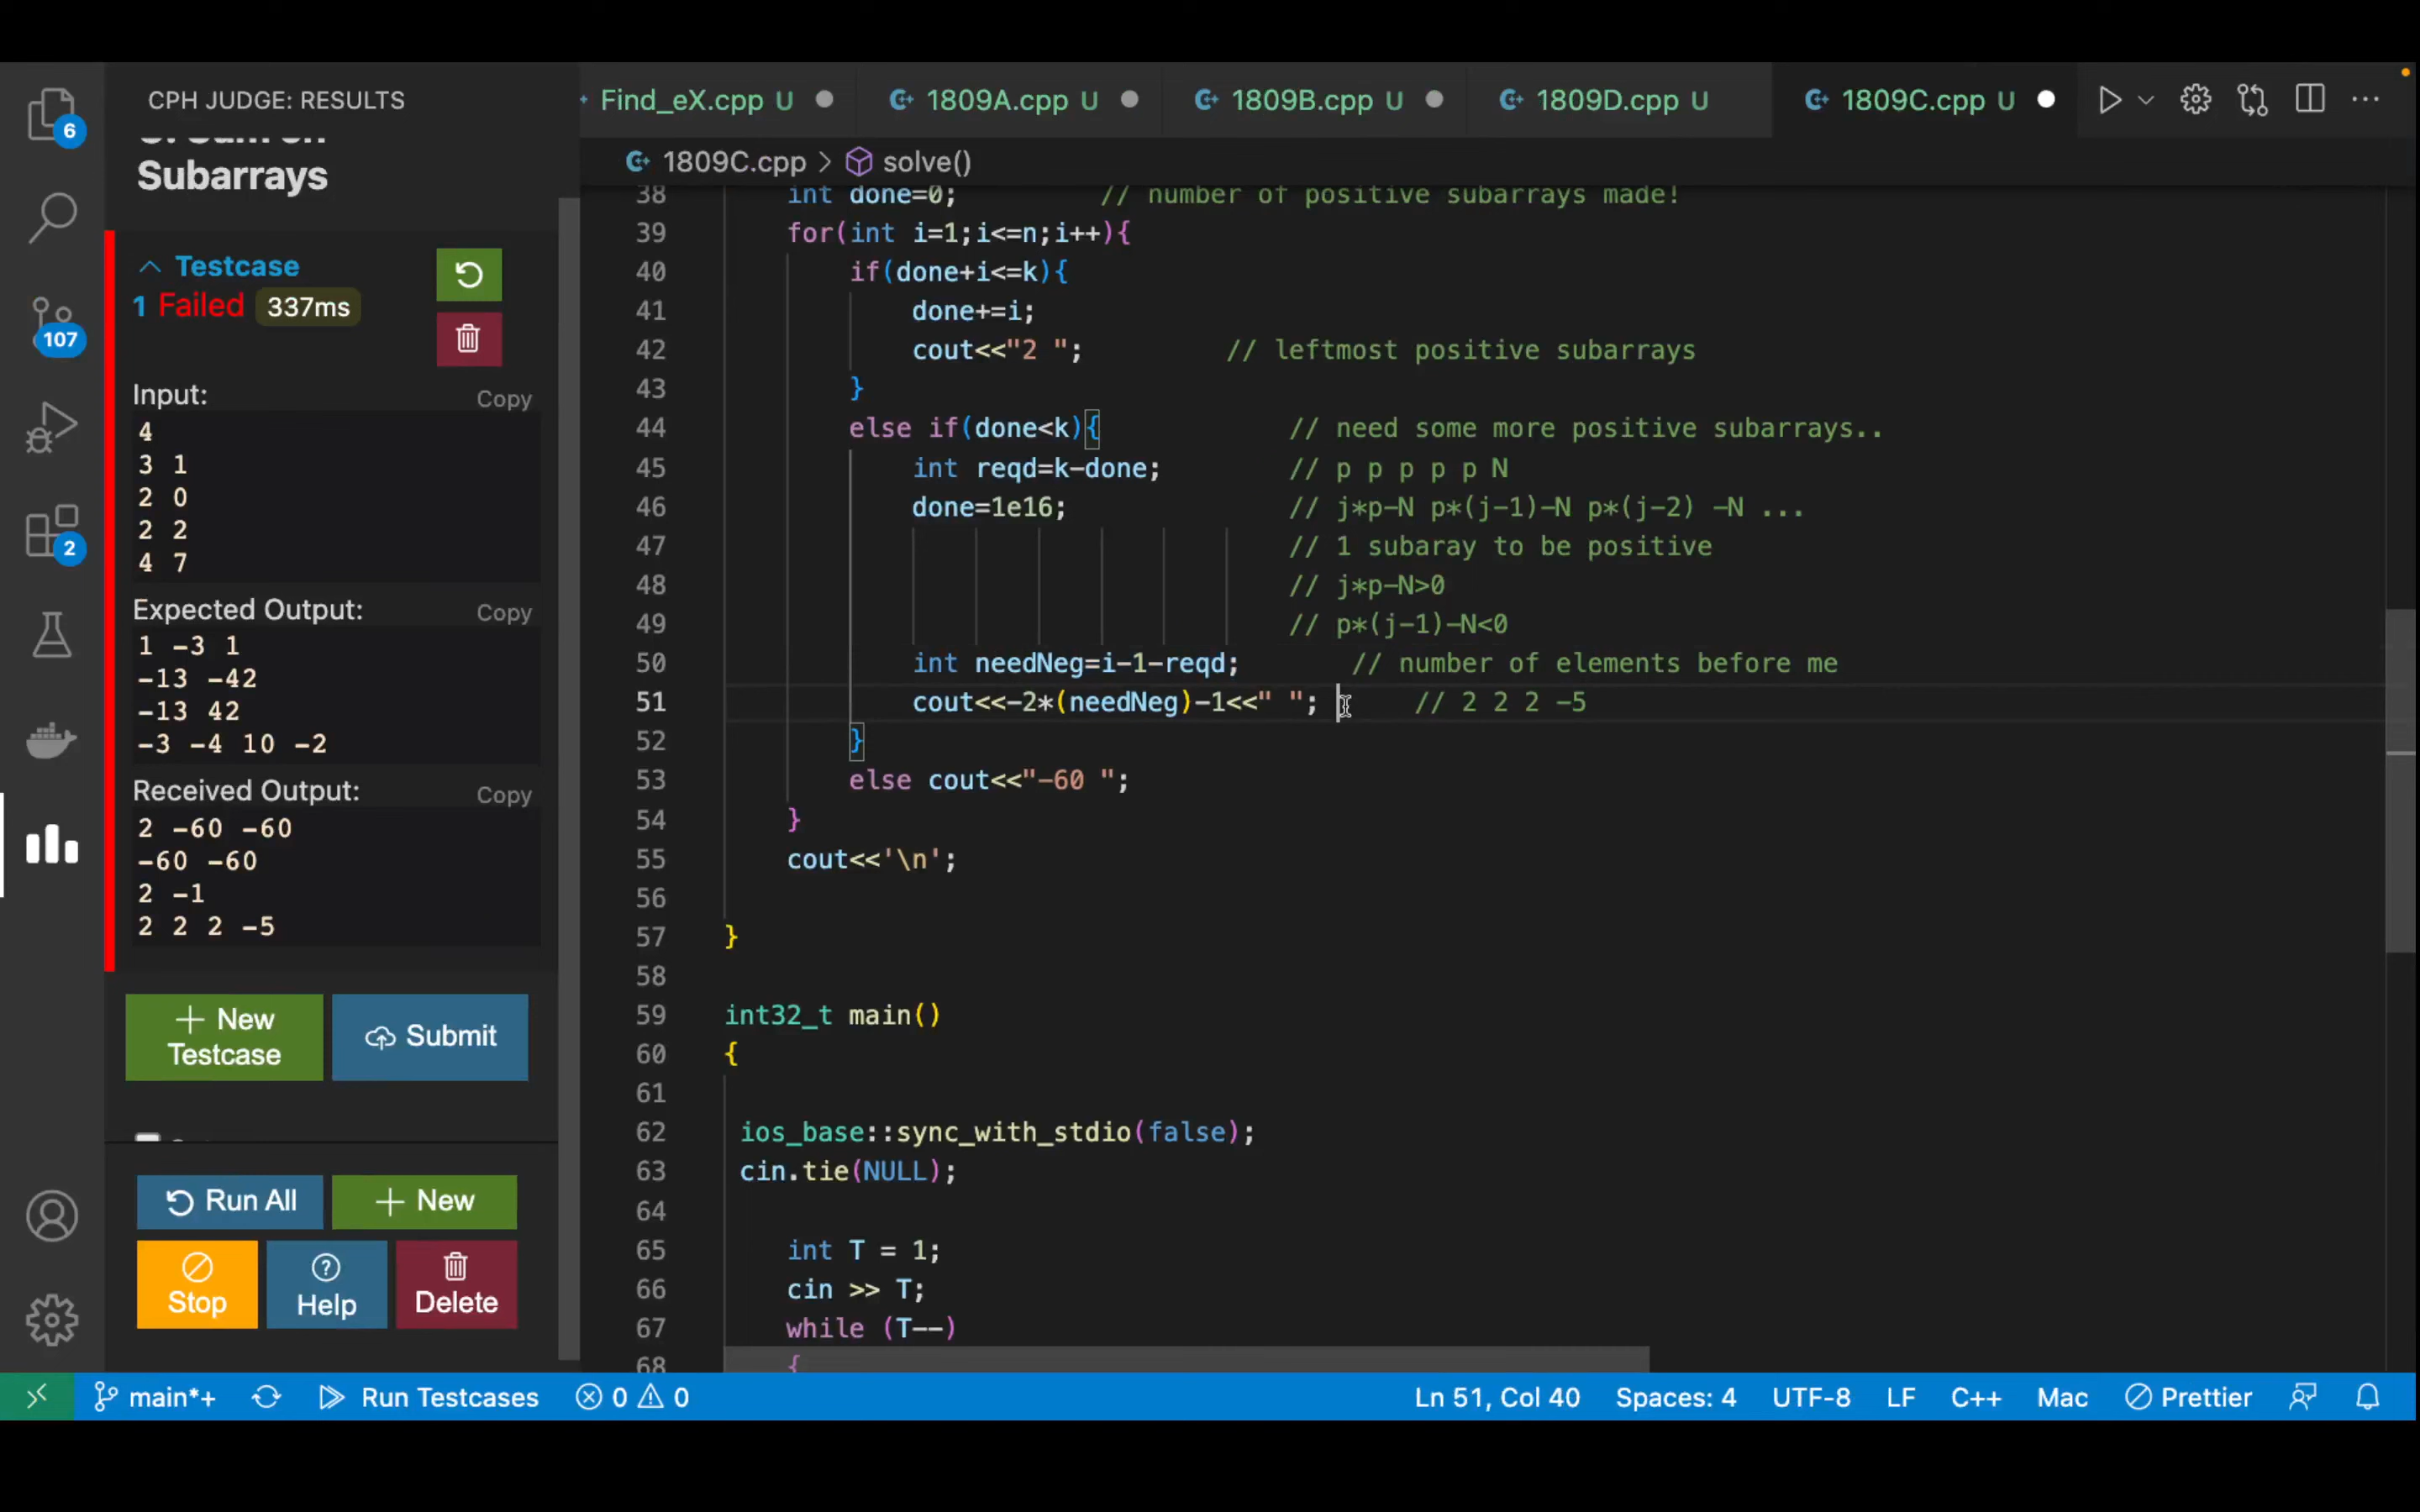 CPH JUDGE: RESULTS
Subarrays
Testcase
1 Failed 337ms
Input:
Copy
4
3 1
2 0
2 2
4 7
Expected Output:
Copy
1 -3 1
-13 -42
-13 42
-3 -4 10 -2
Received Output:
Copy
2 -60 -60
-60 -60
2 -1
2 2 2 -5
+ New Testcase
Submit
Run All
+ New
Stop
Help
Delete
6
107
2
Find_eX.cpp U
1809A.cpp U
1809B.cpp U
1809D.cpp U
1809C.cpp U
1809C.cpp > solve()
38 int done=0; // number of positive subarrays made!
39 for(int i=1;i<=n;i++){
40 if(done+i<=k){
41 done+=i;
42 cout<<"2 "; // leftmost positive subarrays
43 }
44 else if(done<k){ // need some more positive subarrays..
45 int reqd=k-done; // p p p p p N
46 done=1e16; // j*p-N p*(j-1)-N p*(j-2) -N ...
47 // 1 subaray to be positive
48 // j*p-N>0
49 // p*(j-1)-N<0
50 int needNeg=i-1-reqd; // number of elements before me
51 cout<<-2*(needNeg)-1<<" "; // 2 2 2 -5
52 }
53 else cout<<"-60 ";
54 }
55 cout<<'\n';
56
57 }
58
59 int32_t main()
60 {
61
62 ios_base::sync_with_stdio(false);
63 cin.tie(NULL);
64
65 int T = 1;
66 cin >> T;
67 while (T--)
68 {
main*+ Run Testcases 0 0 Ln 51, Col 40 Spaces: 4 UTF-8 LF C++ Mac Prettier